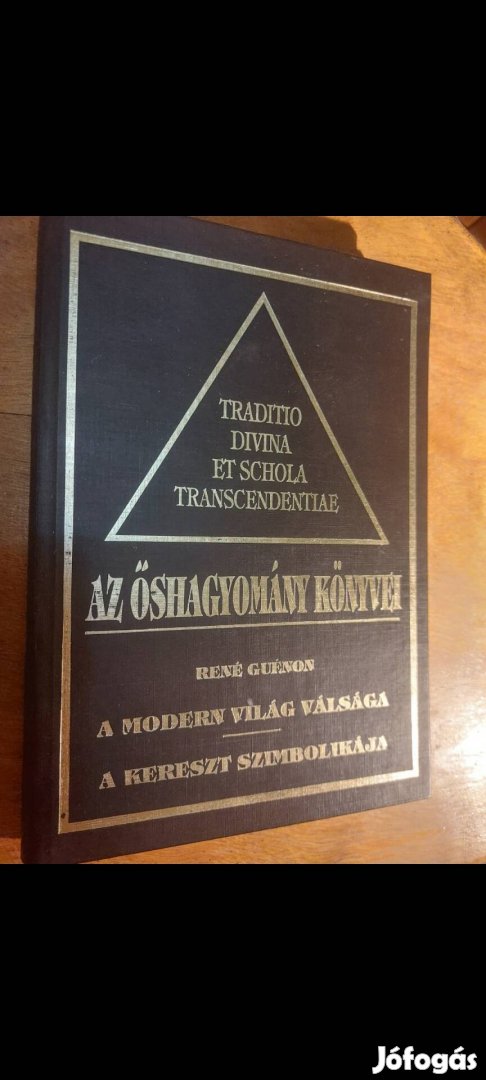 TRADITIO
DIVINA
ET SCHOLA
TRANSCENDENTIAE
AZ ŐSHAGYOMÁNY KÖNYVEI
RENÉ GUÉNON
A MODERN VILÁG VÁLSÁGA
A KERESZT SZIMBOLIKÁJA
Jófogás